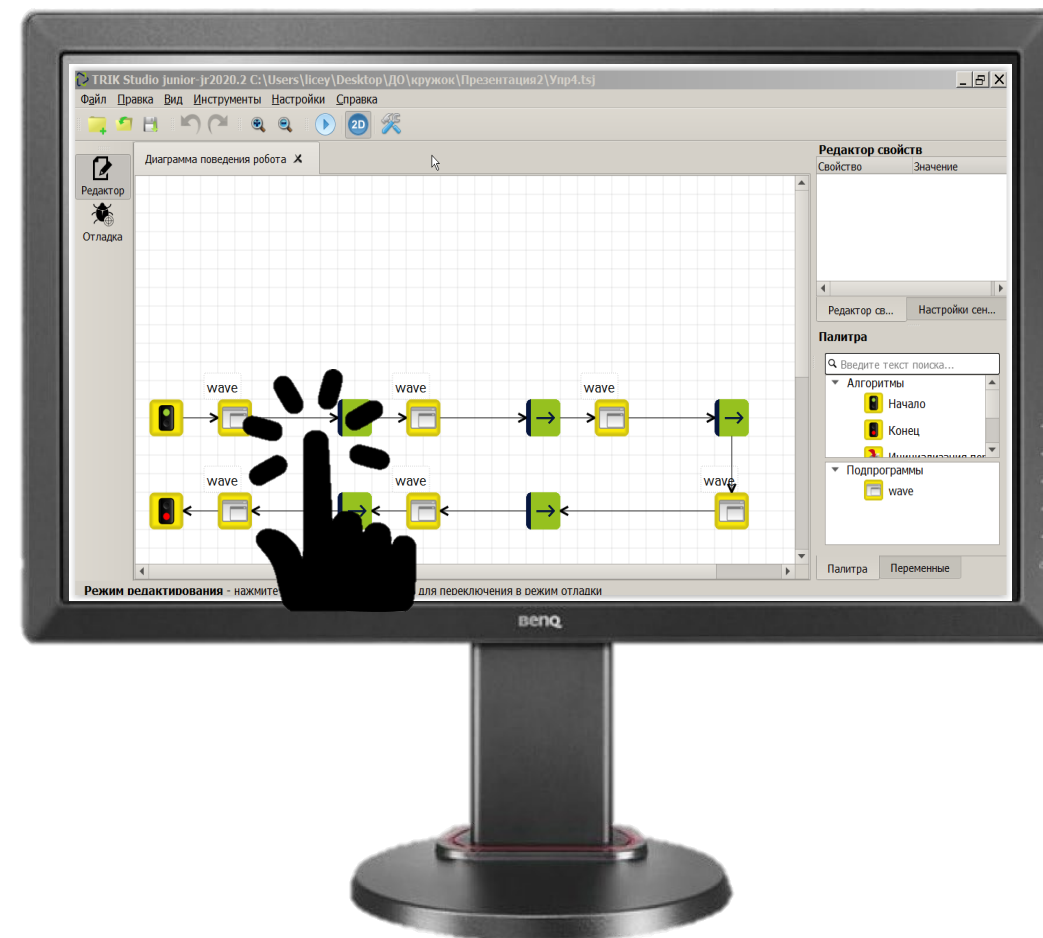 TRIK Studio junior-jr2020.2 C:\Users\licey\Desktop\ДО\кружок\Презентация2\Упр4.tsj
Файл Правка Вид Инструменты Настройки Справка
2D
Редактор
Отладка
Диаграмма поведения робота
Редактор свойств
Свойство Значение
Редактор св... Настройки сен...
Палитра
Введите текст поиска...
Алгоритмы
Начало
Конец
Подпрограммы
wave
Палитра Переменные
wave wave wave
wave wave wave
Режим редактирования - нажмите для переключения в режим отладки
BenQ